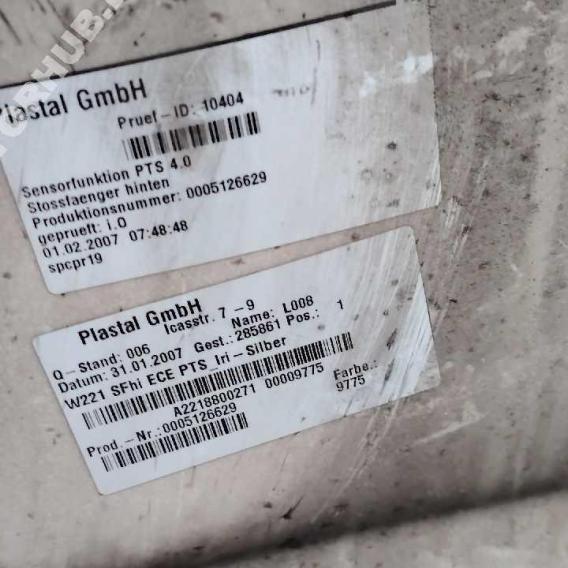 Plastal GmbH
Pruef-ID: 10404
Sensorfunktion PTS 4.0
Stossfaenger hinten
Produktionsnummer: 0005126629
geprueft: i.O
01.02.2007 07:48:48
spcpr19
Plastal GmbH
Icasstr. 7 - 9
Q-Stand: 006 Name: L008
Datum: 31.01.2007 Gest.: 285861 Pos.: 1
W221 SFhi ECE PTS_Iri-Silber
A2218800271 00009775
Farbe.:
9775
Prod.-Nr.:0005126629